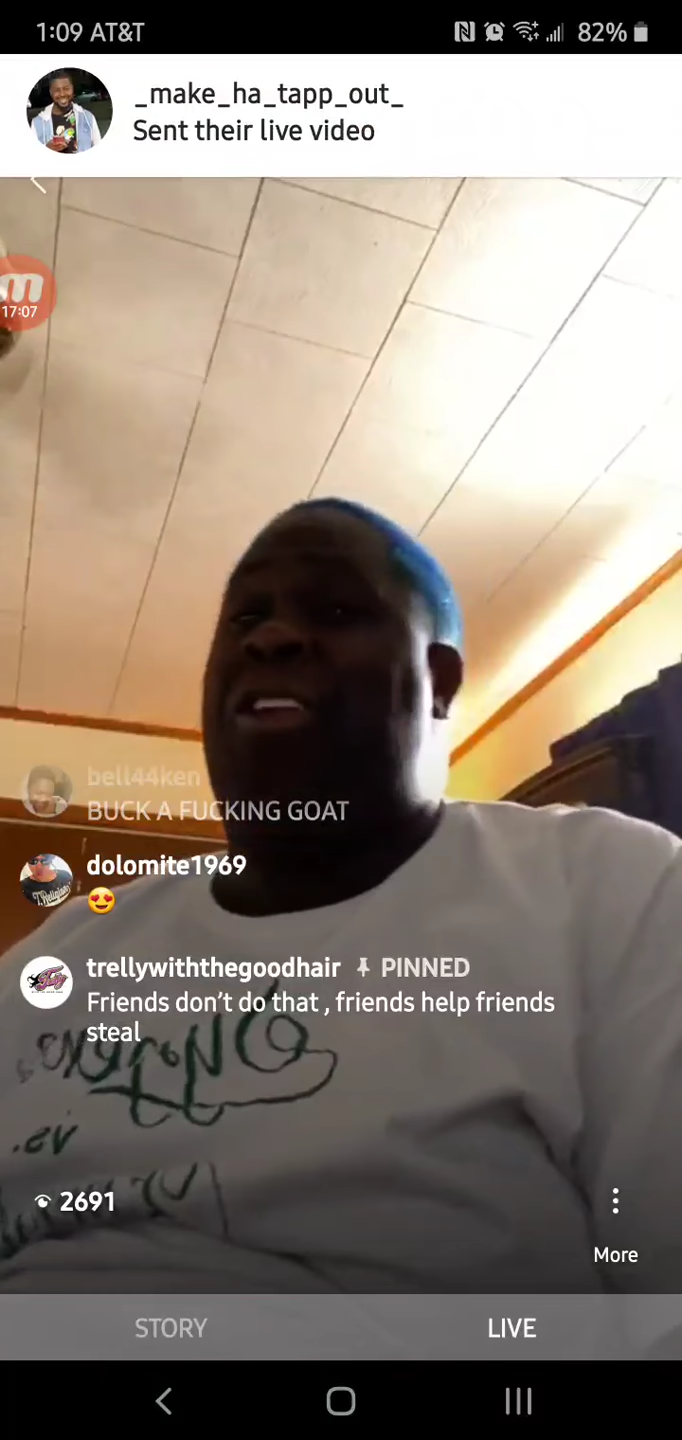 1:09 AT&T 82%
_make_ha_tapp_out_
Sent their live video
17:07
bell44ken
BUCK A FUCKING GOAT
dolomite1969
😍
trellywiththegoodhair PINNED
Friends don't do that , friends help friends
steal
2691
More
STORY LIVE